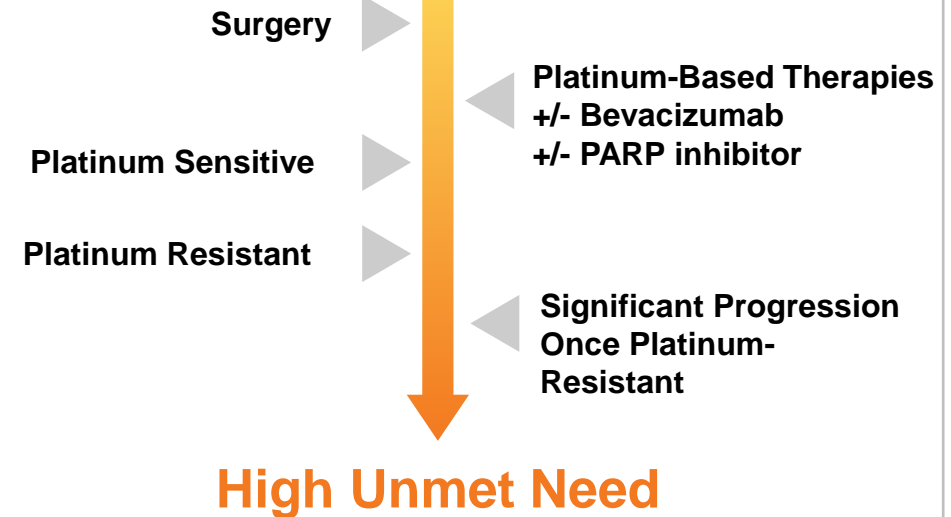 Surgery
Platinum-Based Therapies
+/- Bevacizumab
+/- PARP inhibitor
Platinum Sensitive
Platinum Resistant
Significant Progression
Once Platinum-
Resistant
High Unmet Need